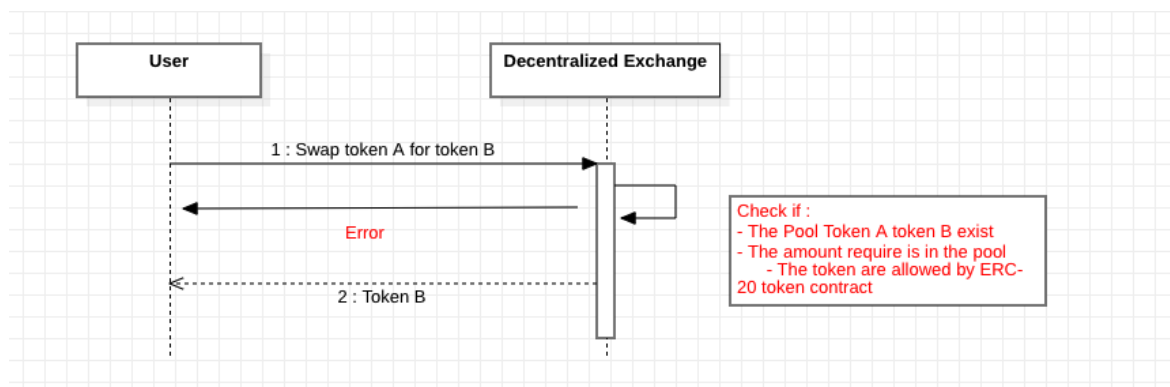 User
Decentralized Exchange
1 : Swap token A for token B
Error
Check if :
- The Pool Token A token B exist
- The amount require is in the pool
- The token are allowed by ERC-
20 token contract
2 : Token B